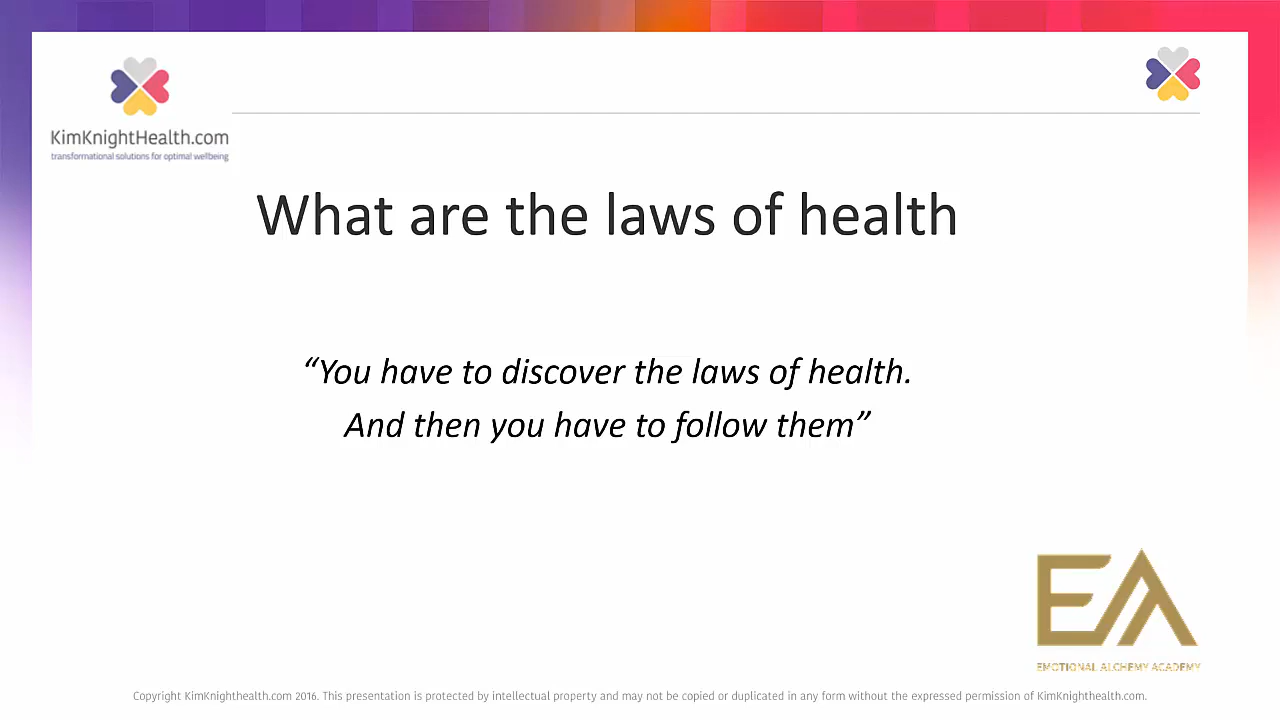 KimKnightHealth.com
transformational solutions for optimal wellbeing
What are the laws of health
“You have to discover the laws of health.
And then you have to follow them”
EA
EMOTIONAL ALCHEMY ACADEMY
Copyright KimKnighthealth.com 2016. This presentation is protected by intellectual property and may not be copied or duplicated in any form without the expressed permission of KimKnighthealth.com.